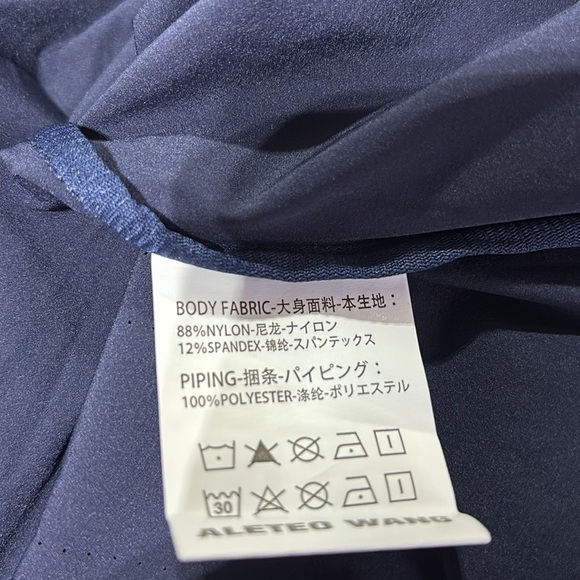 BODY FABRIC-大身面料-本生地：
88%NYLON-尼龙-ナイロン
12%SPANDEX-锦纶-スパンテックス
PIPING-捆条-パイピング：
100%POLYESTER-涤纶-ポリエステル
30
ALETEO WANG